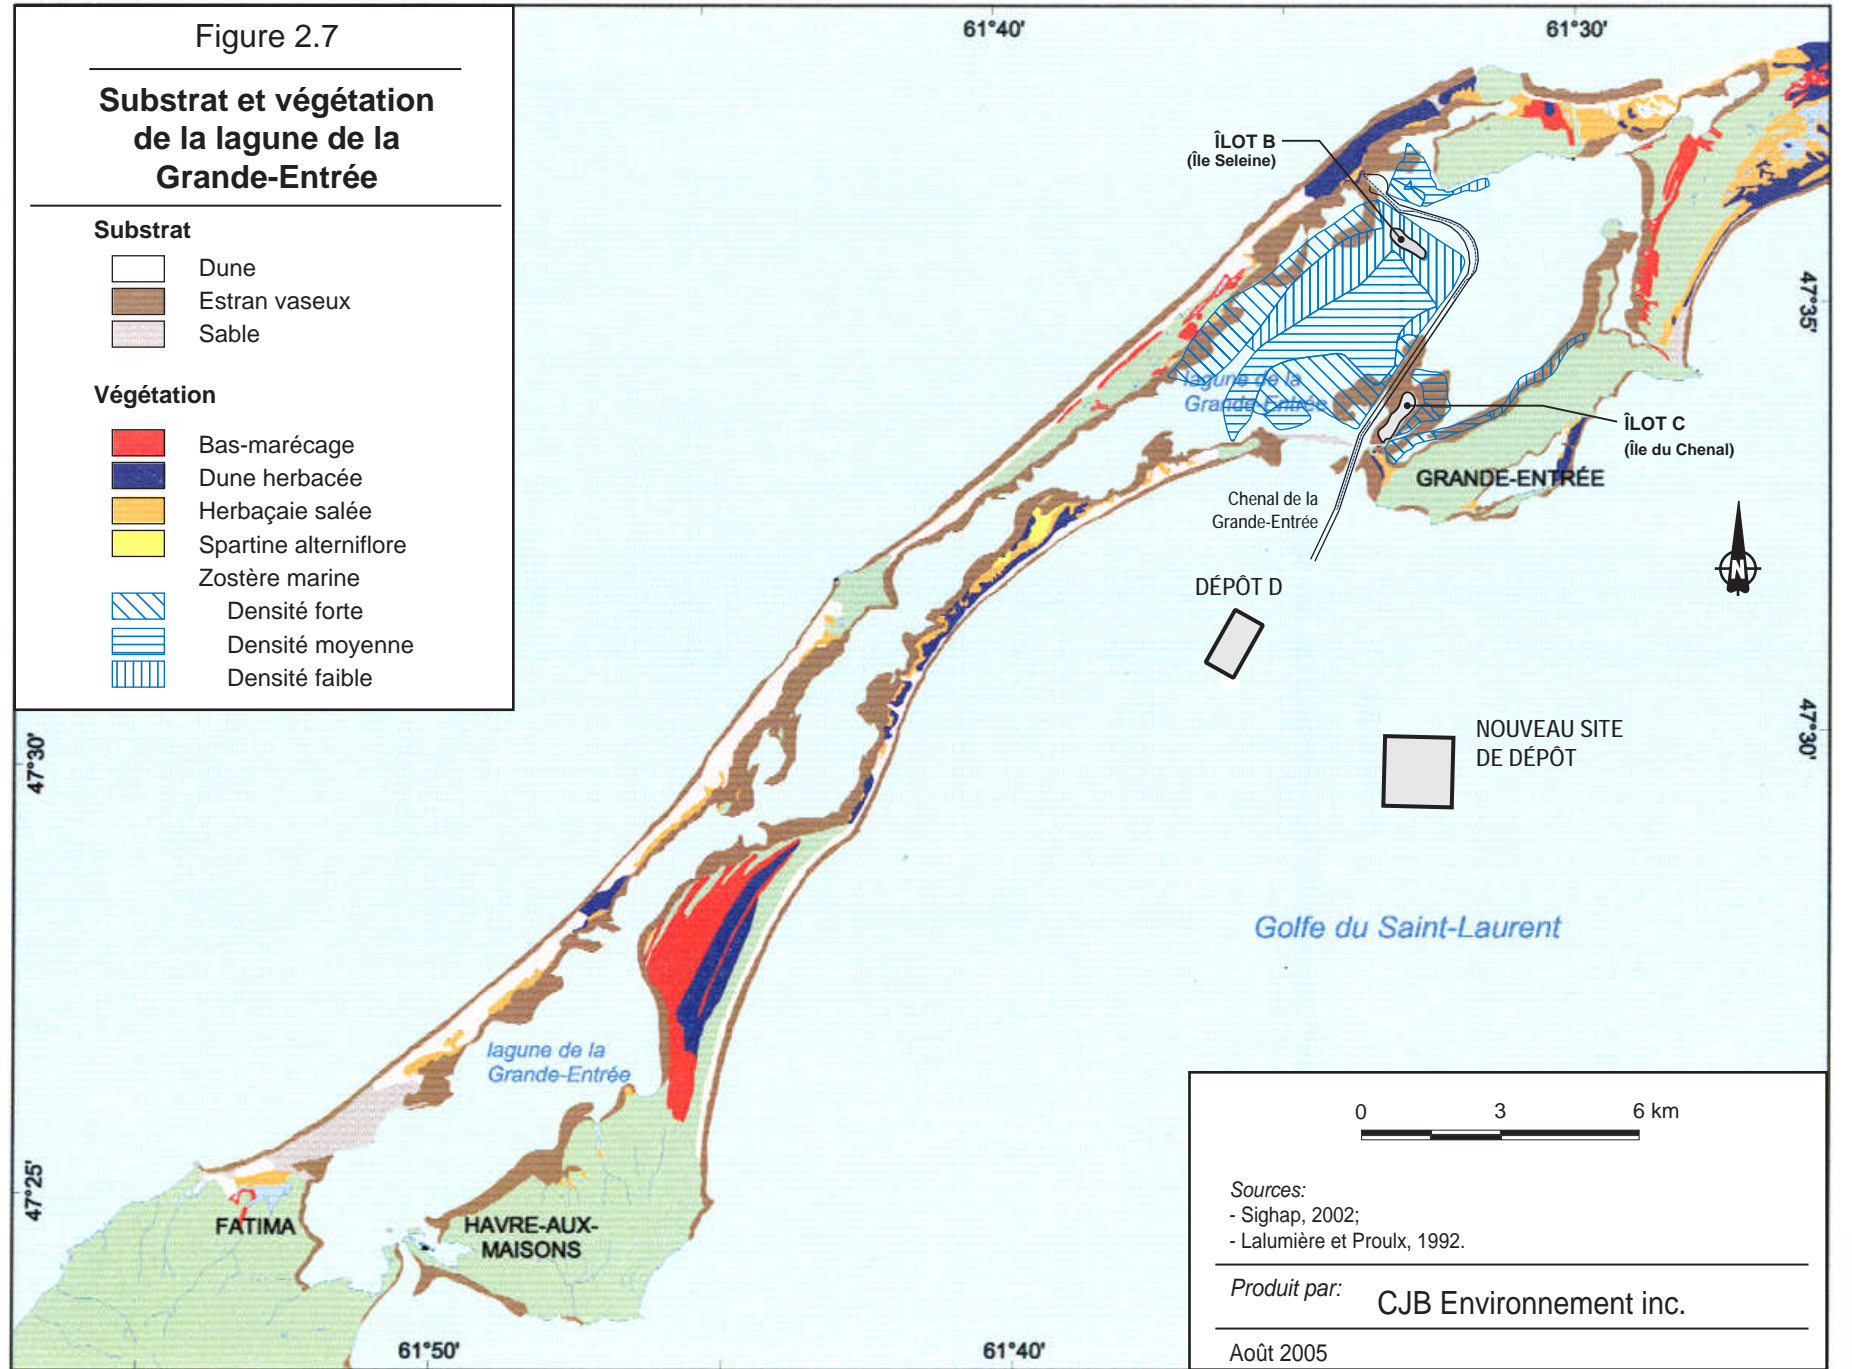 Figure 2.7
Substrat et végétation
de la lagune de la
Grande-Entrée
Substrat
Dune
Estran vaseux
Sable
Végétation
Bas-marécage
Dune herbacée
Herbaçaie salée
Spartine alterniflore
Zostère marine
Densité forte
Densité moyenne
Densité faible
61°40'
61°30'
ÎLOT B
(Île Seleine)
47°35'
lagune de la
Grande-Entrée
ÎLOT C
(Île du Chenal)
GRANDE-ENTRÉE
Chenal de la
Grande-Entrée
N
DÉPÔT D
NOUVEAU SITE
DE DÉPÔT
47°30'
47°30'
Golfe du Saint-Laurent
lagune de la
Grande-Entrée
47°25'
FATIMA
HAVRE-AUX-
MAISONS
61°50'
61°40'
0 3 6 km
Sources:
- Sighap, 2002;
- Lalumière et Proulx, 1992.
Produit par: CJB Environnement inc.
Août 2005